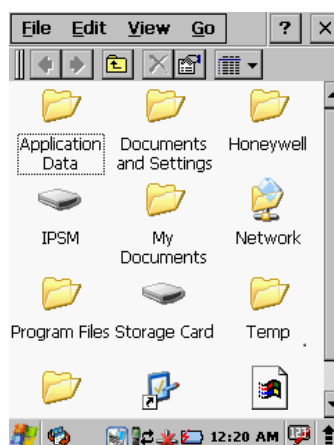 File Edit View Go ? ×
Application Data Documents and Settings Honeywell
IPSM My Documents Network
Program Files Storage Card Temp
12:20 AM